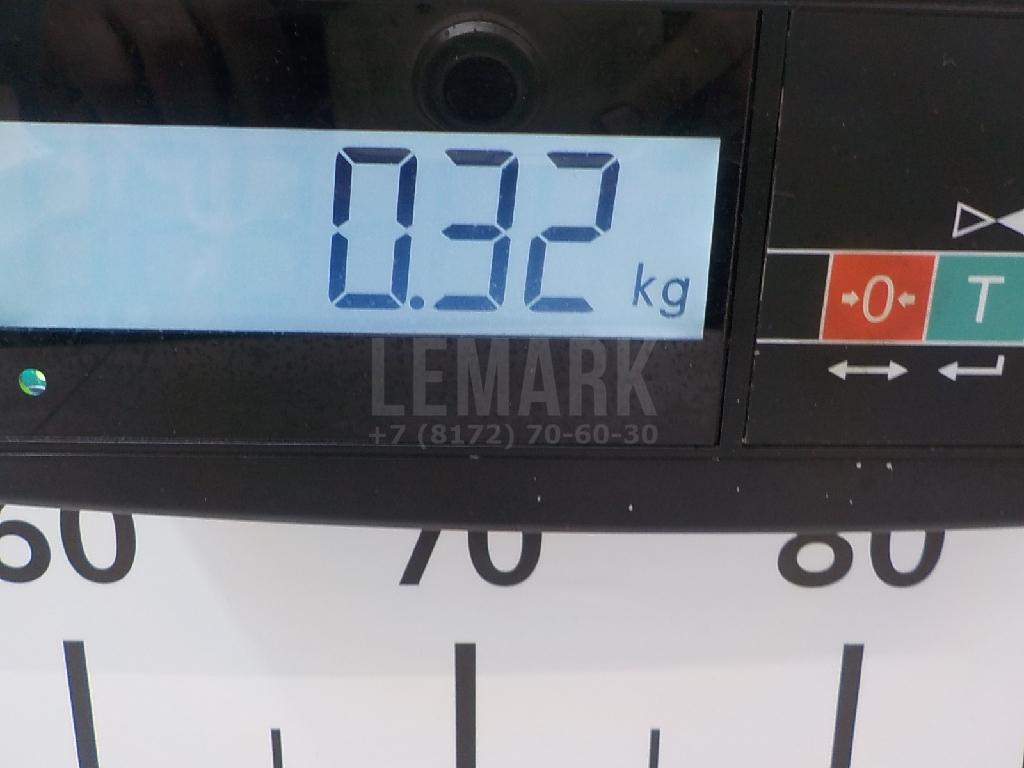 0.32 kg
→0← T
LEMARK
+7 (8172) 70-60-30
60 70 80